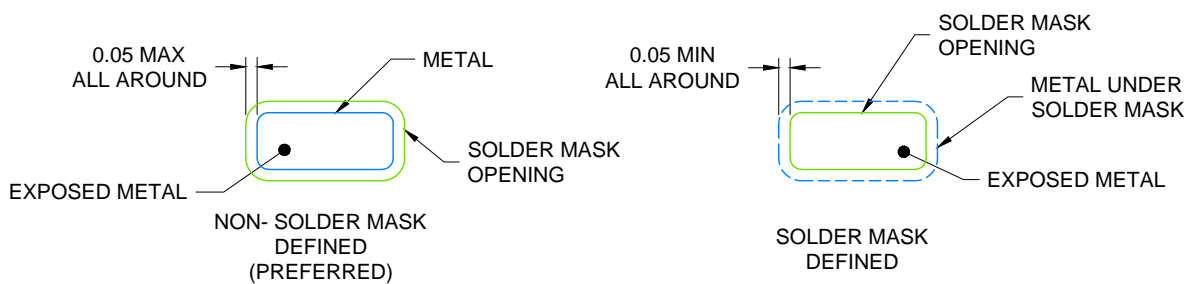 0.05 MAX
ALL AROUND
METAL
SOLDER MASK
OPENING
EXPOSED METAL
NON- SOLDER MASK
DEFINED
(PREFERRED)
0.05 MIN
ALL AROUND
SOLDER MASK
OPENING
METAL UNDER
SOLDER MASK
EXPOSED METAL
SOLDER MASK
DEFINED